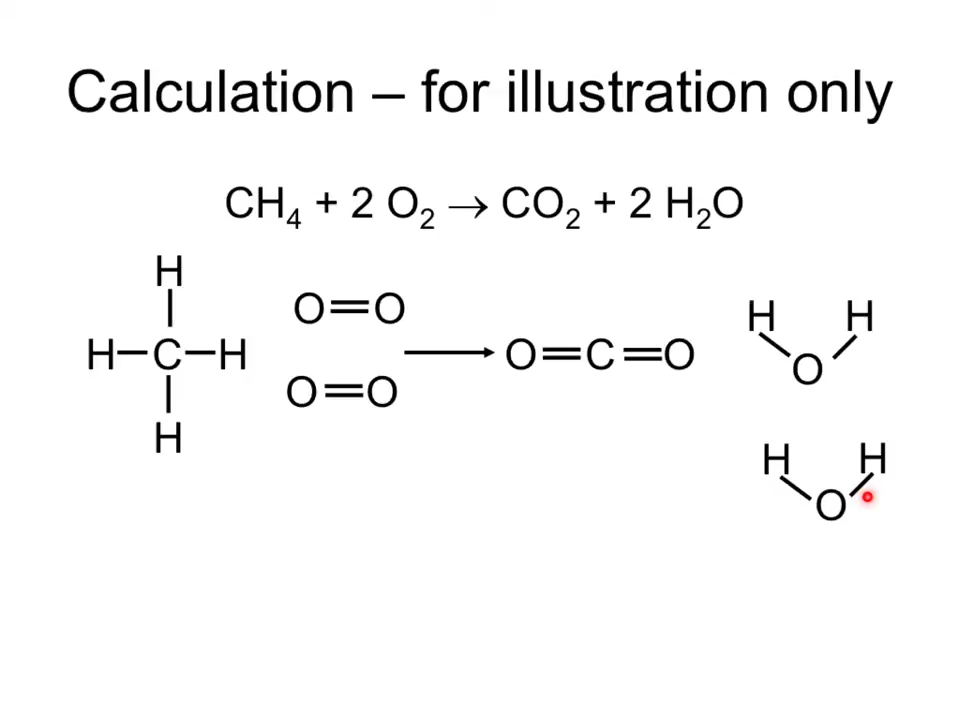 Calculation – for illustration only
CH₄ + 2 O₂ → CO₂ + 2 H₂O
H
O=O
H H
H–C–H
O=C=O
O
O=O
H
H H
O